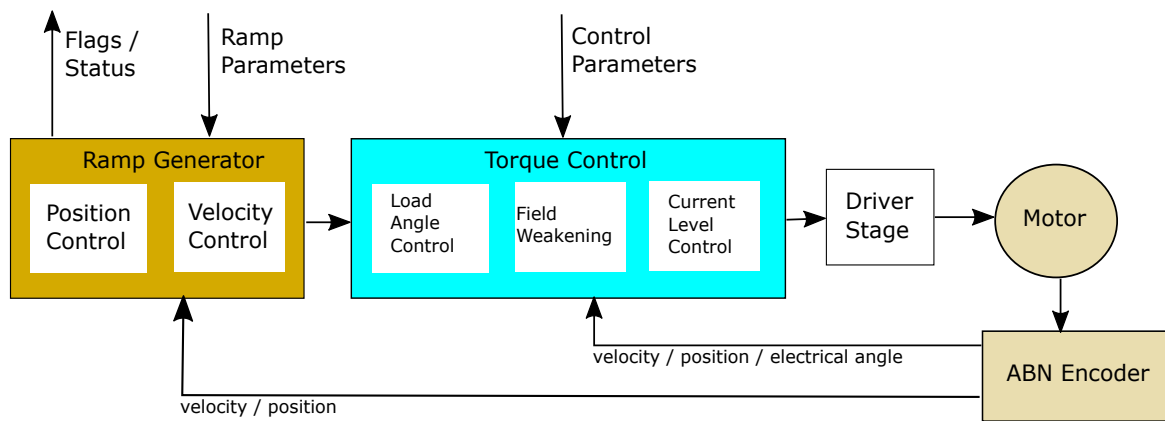 Flags /
Status
Ramp
Parameters
Control
Parameters
Ramp Generator
Position
Control
Velocity
Control
Torque Control
Load
Angle
Control
Field
Weakening
Current
Level
Control
Driver
Stage
Motor
ABN Encoder
velocity / position / electrical angle
velocity / position